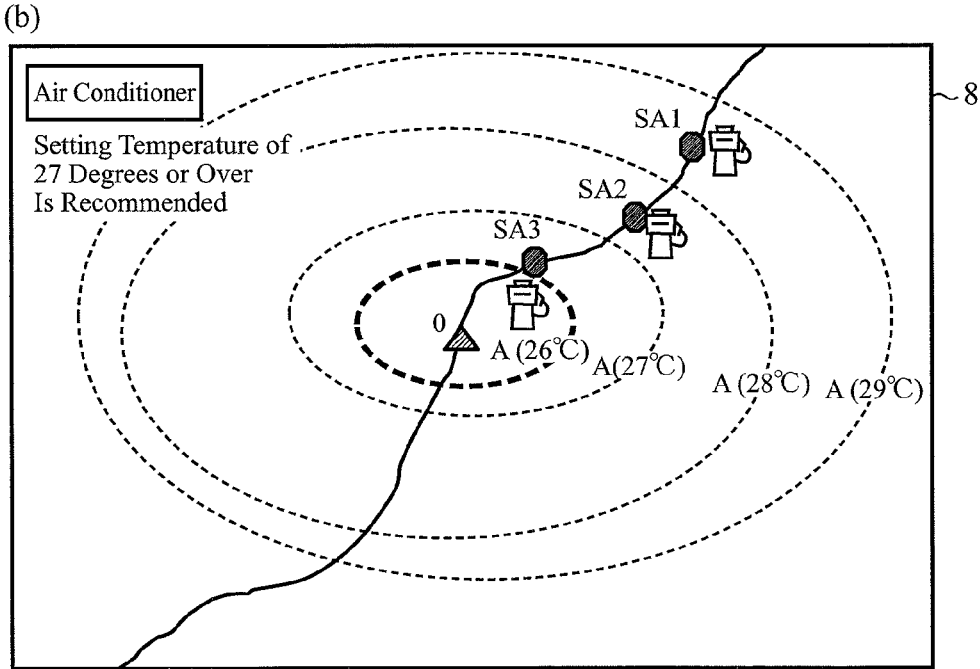 (b)
Air Conditioner
Setting Temperature of
27 Degrees or Over
Is Recommended
8
SA1
SA2
SA3
0
A (26℃)
A(27℃)
A (28℃)
A (29℃)